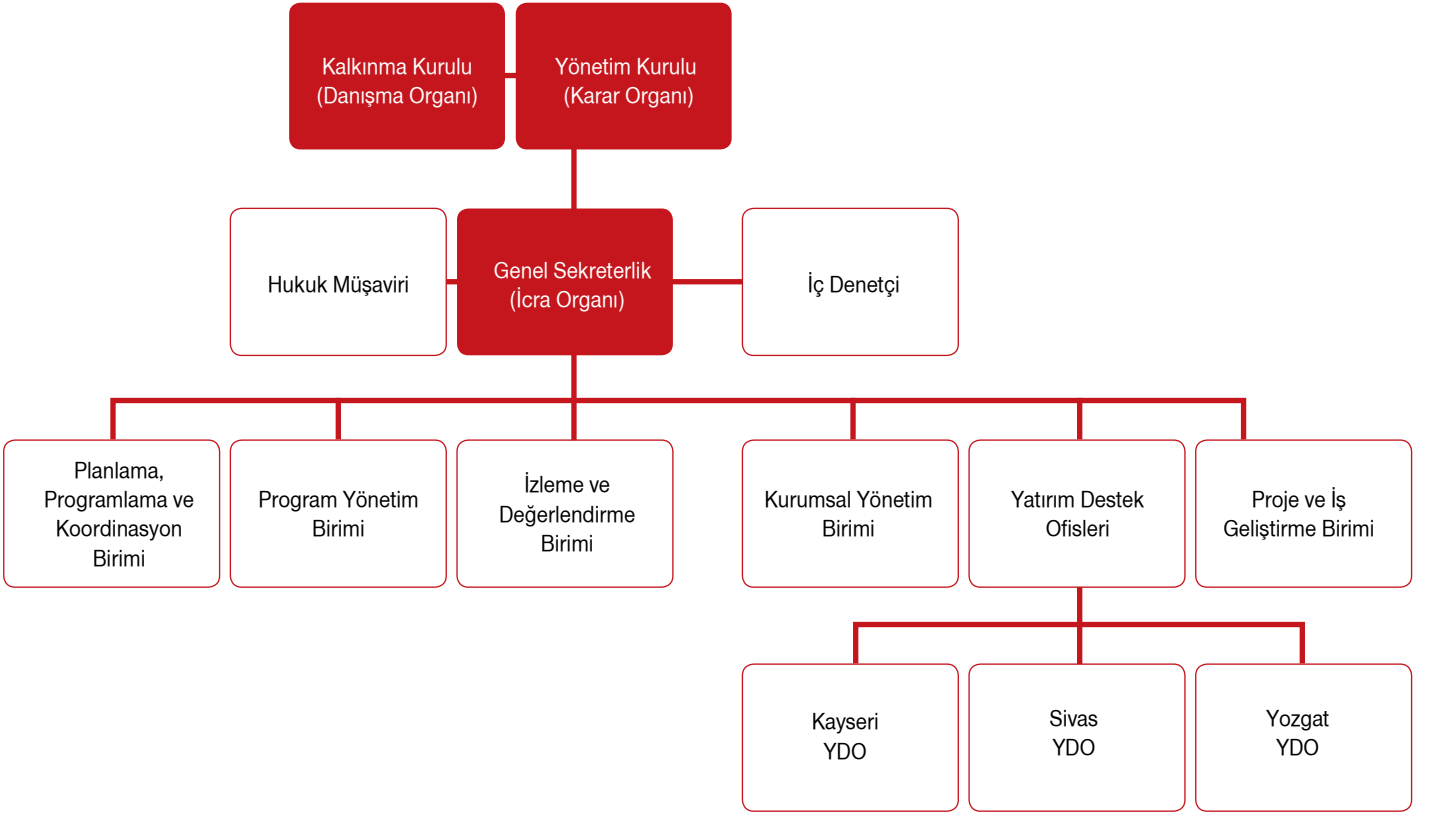 Kalkınma Kurulu
(Danışma Organı)
Yönetim Kurulu
(Karar Organı)
Hukuk Müşaviri
Genel Sekreterlik
(İcra Organı)
İç Denetçi
Planlama,
Programlama ve
Koordinasyon
Birimi
Program Yönetim
Birimi
İzleme ve
Değerlendirme
Birimi
Kurumsal Yönetim
Birimi
Yatırım Destek
Ofisleri
Proje ve İş
Geliştirme Birimi
Kayseri
YDO
Sivas
YDO
Yozgat
YDO